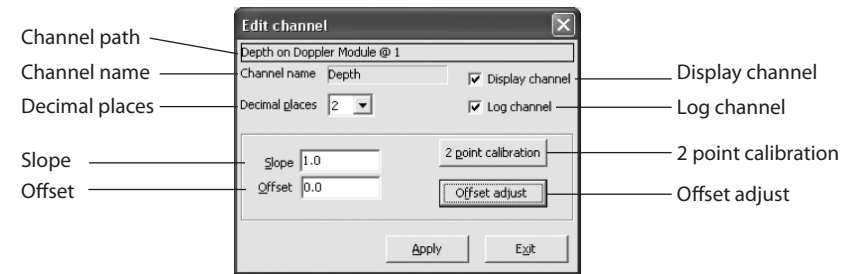 Edit channel
Channel path
Depth on Doppler Module @ 1
Channel name
Channel name Depth
Display channel
Display channel
Decimal places
Decimal places 2
Log channel
Log channel
Slope
Slope 1.0
2 point calibration
2 point calibration
Offset
Offset 0.0
Offset adjust
Offset adjust
Apply
Exit